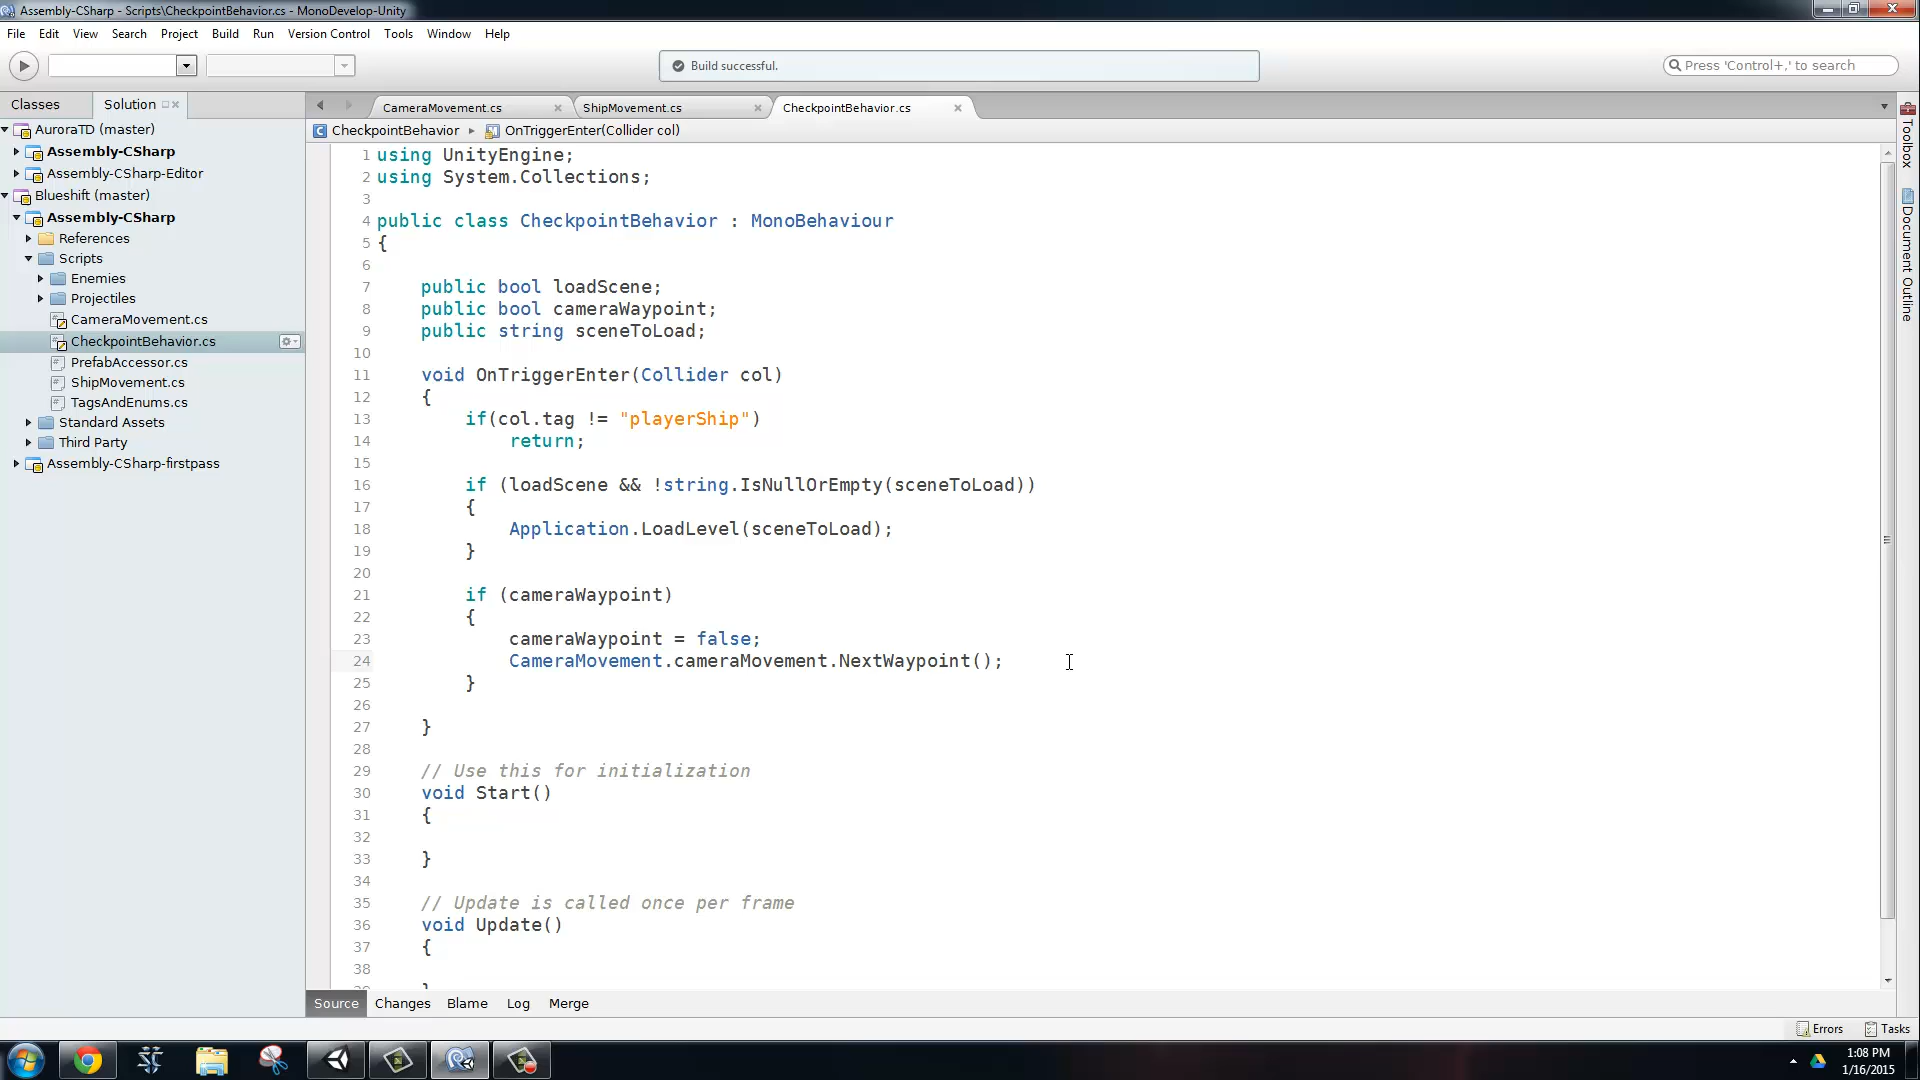 Assembly-CSharp - Scripts\CheckpointBehavior.cs - MonoDevelop-Unity
File Edit View Search Project Build Run Version Control Tools Window Help
Build successful.
Press 'Control+,' to search
Classes Solution
CameraMovement.cs ShipMovement.cs CheckpointBehavior.cs
CheckpointBehavior ▸ OnTriggerEnter(Collider col)
AuroraTD (master)
Assembly-CSharp
Assembly-CSharp-Editor
Blueshift (master)
Assembly-CSharp
References
Scripts
Enemies
Projectiles
CameraMovement.cs
CheckpointBehavior.cs
PrefabAccessor.cs
ShipMovement.cs
TagsAndEnums.cs
Standard Assets
Third Party
Assembly-CSharp-firstpass
1 using UnityEngine;
2 using System.Collections;
3
4 public class CheckpointBehavior : MonoBehaviour
5 {
6
7 public bool loadScene;
8 public bool cameraWaypoint;
9 public string sceneToLoad;
10
11 void OnTriggerEnter(Collider col)
12 {
13 if(col.tag != "playerShip")
14 return;
15
16 if (loadScene && !string.IsNullOrEmpty(sceneToLoad))
17 {
18 Application.LoadLevel(sceneToLoad);
19 }
20
21 if (cameraWaypoint)
22 {
23 cameraWaypoint = false;
24 CameraMovement.cameraMovement.NextWaypoint();
25 }
26
27 }
28
29 // Use this for initialization
30 void Start()
31 {
32
33 }
34
35 // Update is called once per frame
36 void Update()
37 {
38
Toolbox
Document Outline
Source Changes Blame Log Merge
Errors Tasks
1:08 PM
1/16/2015